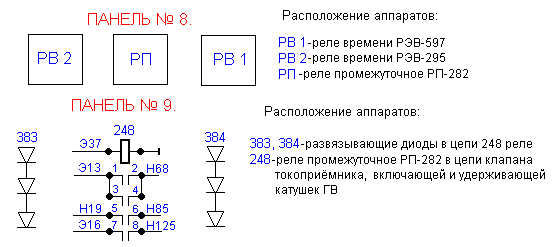 ПАНЕЛЬ № 8.
Расположение аппаратов:
РВ 2
РП
РВ 1
РВ 1-реле времени РЭВ-597
РВ 2-реле времени РЭВ-295
РП-реле промежуточное РП-282
ПАНЕЛЬ № 9.
Расположение аппаратов:
383
248
384
383, 384-развязывающие диоды в цепи 248 реле
248-реле промежуточное РП-282 в цепи клапана
токоприёмника, включающей и удерживающей
катушек ГВ
Э37
Э13 1 2 Н68
3 4
Н19 5 6 Н85
Э16 7 8 Н125